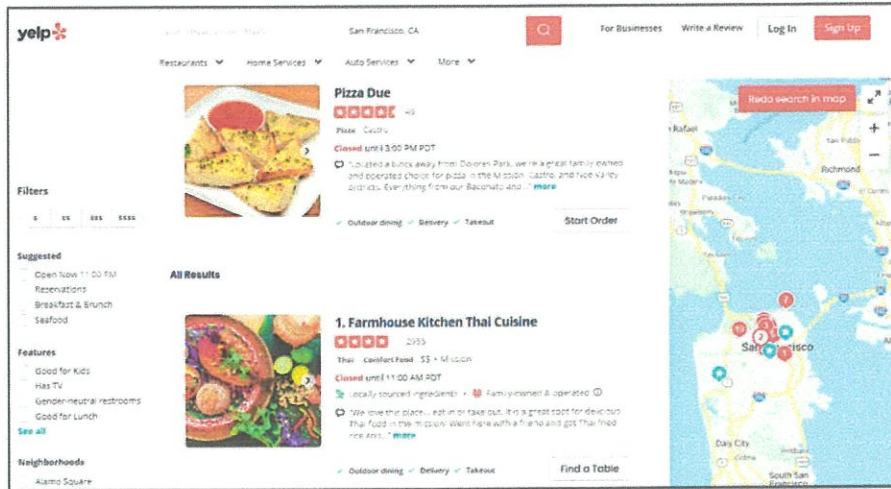 yelp
San Francisco, CA
For Businesses
Write a Review
Log In
Sign Up
Restaurants
Home Services
Auto Services
More
Filters
$ $$ $$$ $$$$
Suggested
Open Now 11:00 PM
Reservations
Breakfast & Brunch
Seafood
Features
Good for Kids
Has TV
Gender-neutral restrooms
Good for Lunch
See all
Neighborhoods
Alamo Square
Pizza Due
49
Pizza Castro
Closed until 3:00 PM PDT
"Located a block away from Dolores Park, we're a great family owned
and operated choice for pizza in the Mission, Castro, and Noe Valley
districts. Everything from our Baconato and..." more
Outdoor dining Delivery Takeout
Start Order
All Results
1. Farmhouse Kitchen Thai Cuisine
Thai Comfort Food $$ • Mission
Closed until 11:00 AM PDT
Locally sourced ingredients • Family-owned & operated
"We love this place... eat in or take out. It is a great spot for delicious
Thai food in the mission! Went here with a friend and got Thai fried
rice and..." more
Outdoor dining Delivery Takeout
Find a Table
Redo search in map
+
−
Rafael
Richmond
San Francisco
Daly City
Colma
Brisbane
South San
Francisco